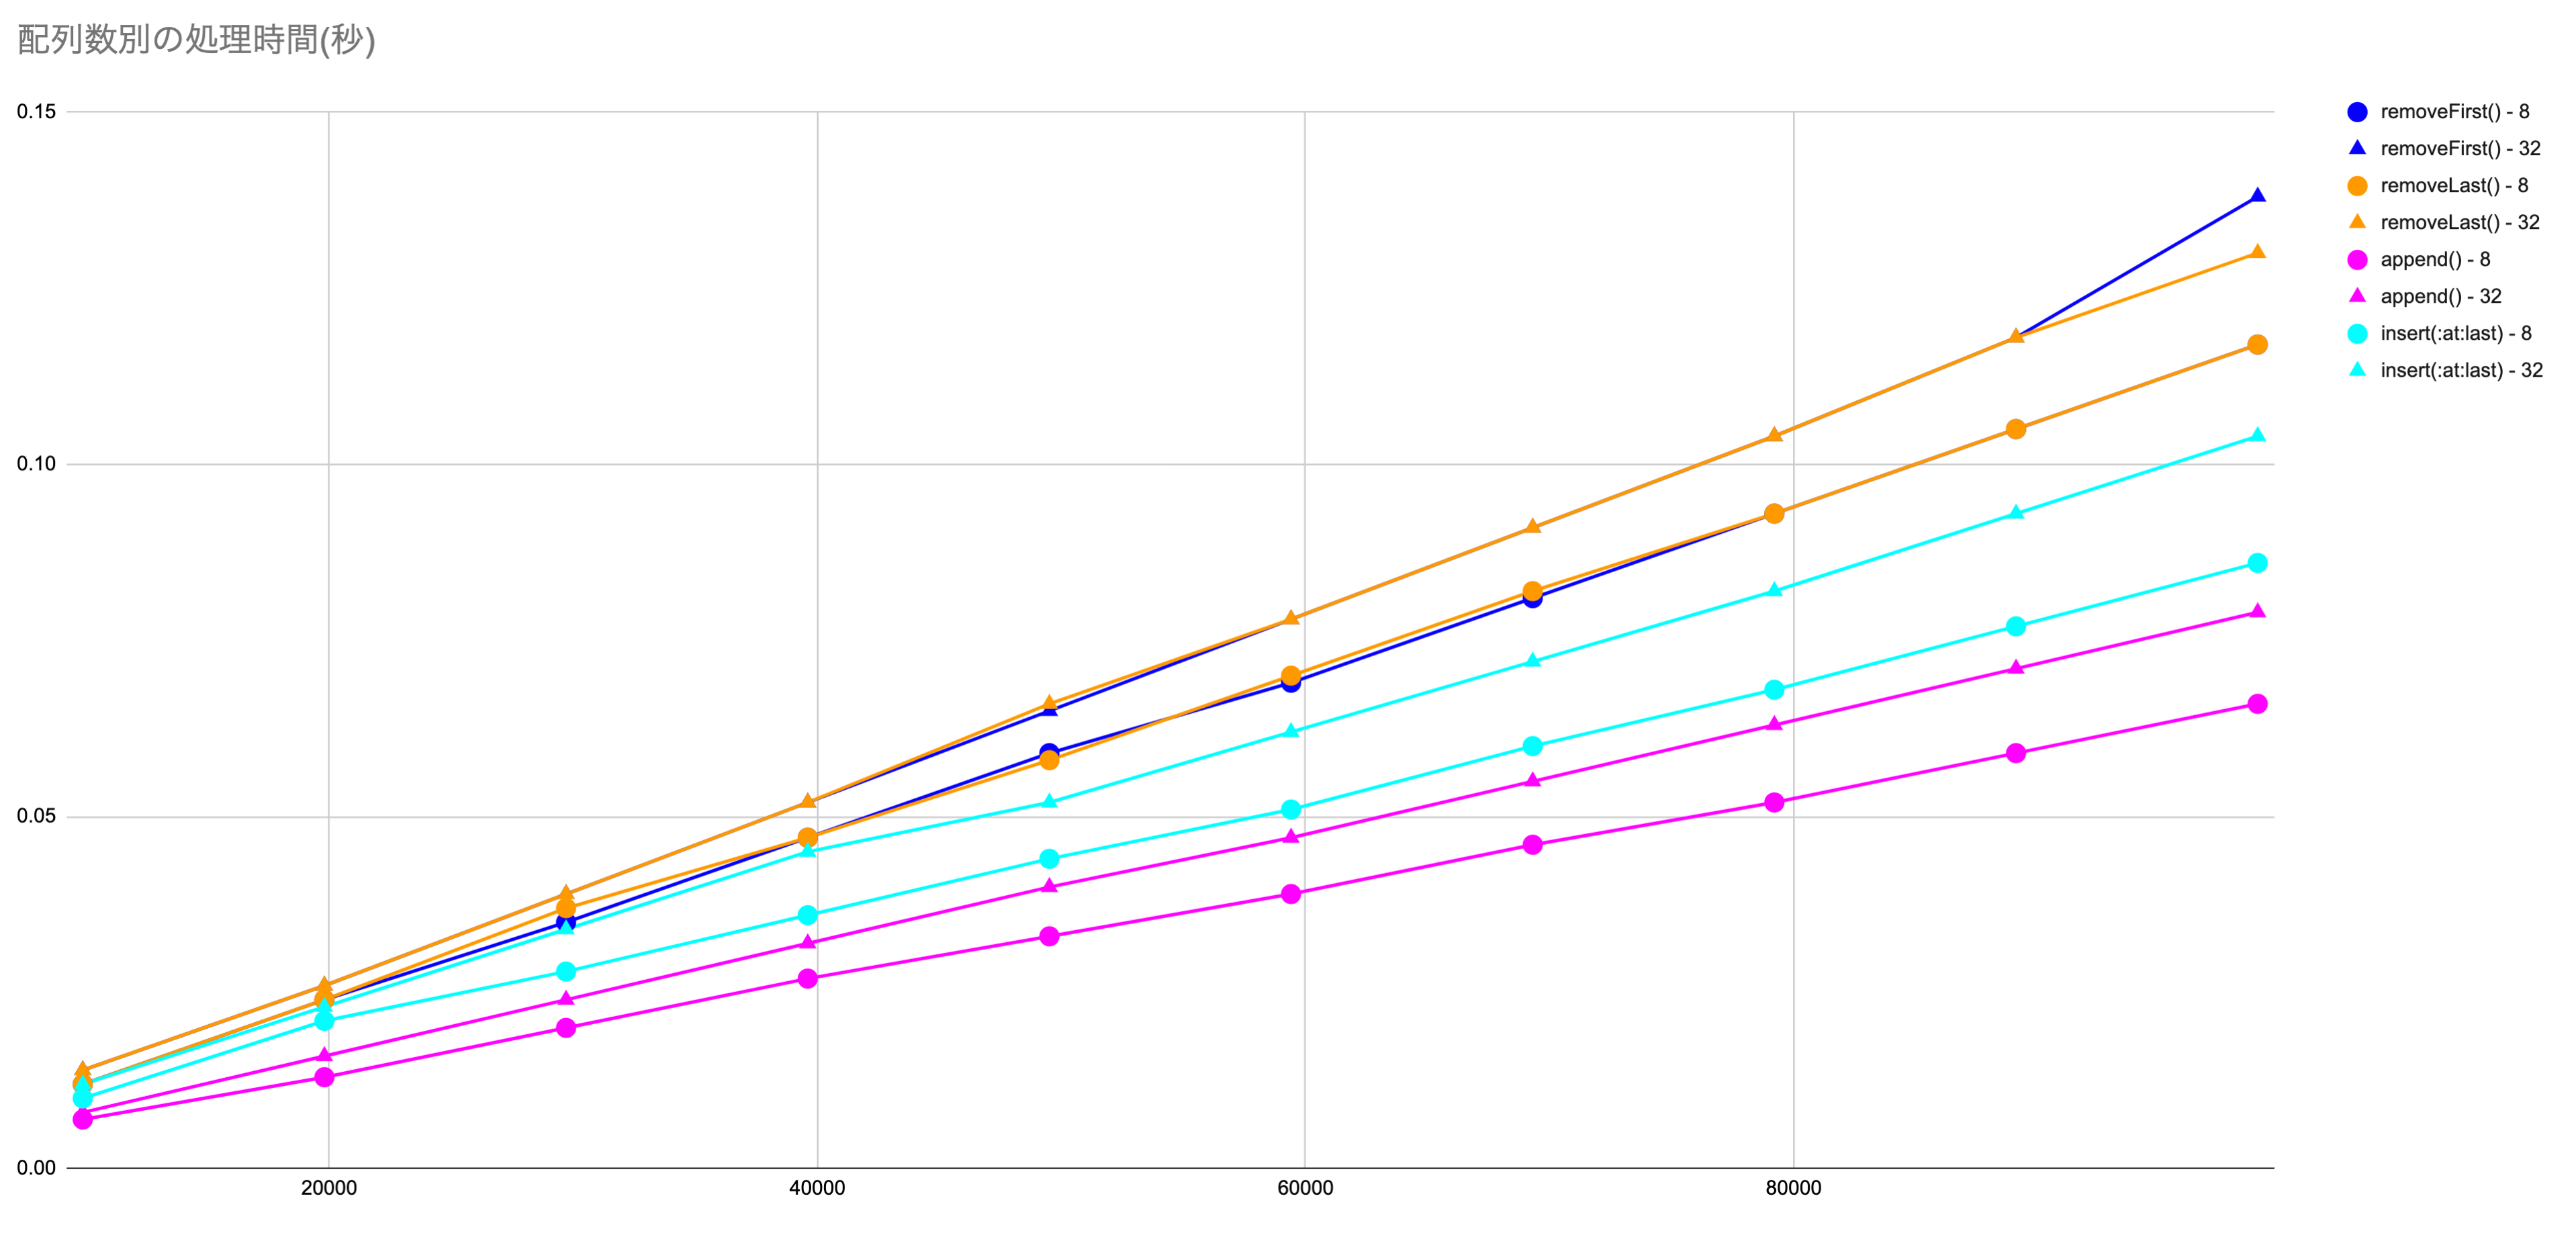 配列数別の処理時間(秒)
0.15
0.10
0.05
0.00
20000
40000
60000
80000
removeFirst() - 8
removeFirst() - 32
removeLast() - 8
removeLast() - 32
append() - 8
append() - 32
insert(:at:last) - 8
insert(:at:last) - 32